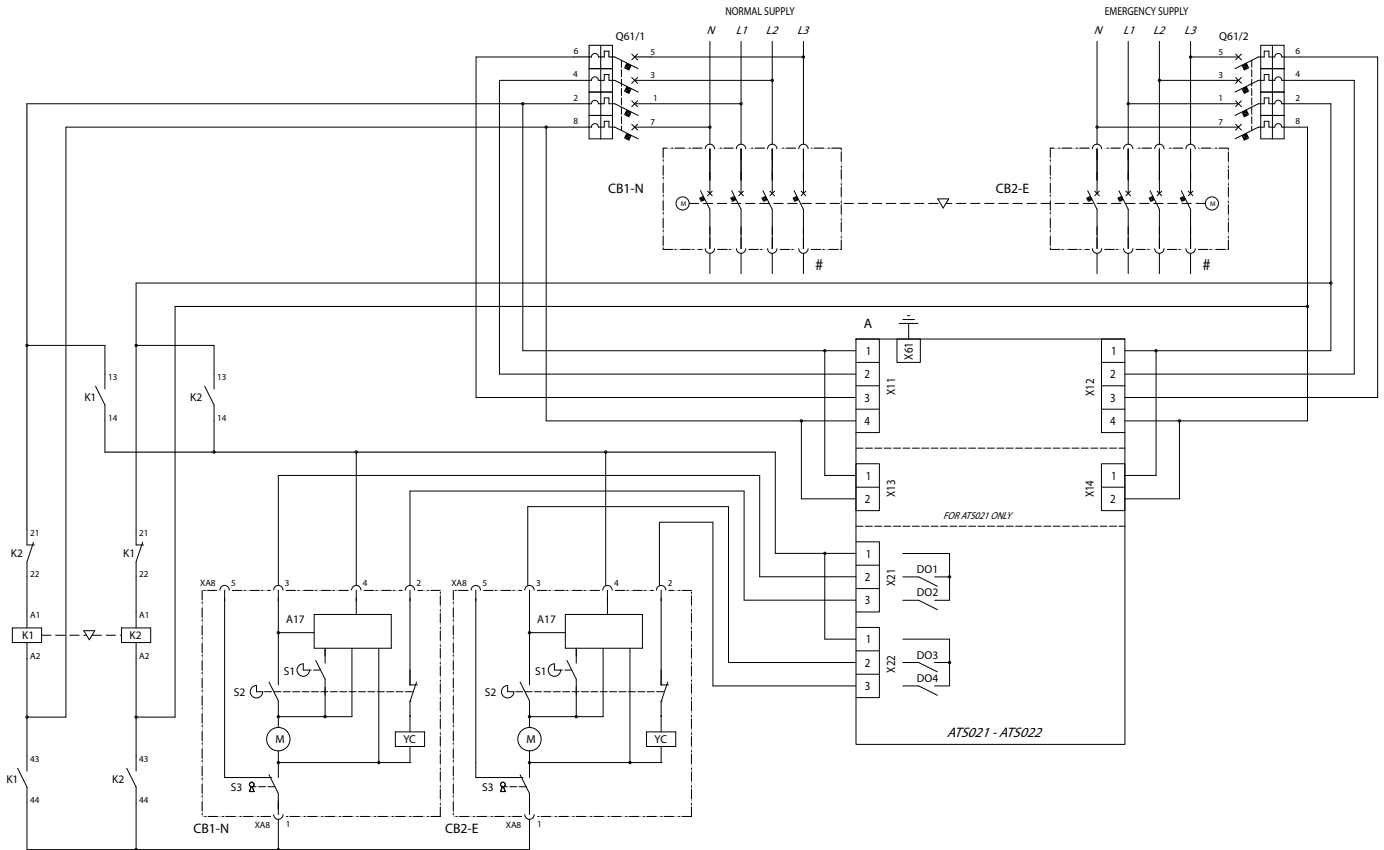 NORMAL SUPPLY
EMERGENCY SUPPLY
N L1 L2 L3
N L1 L2 L3
Q61/1
Q61/2
6 5
4 3
2 1
8 7
5 6
3 4
1 2
7 8
CB1-N
M
CB2-E
M
#
#
A
X61
1
2
3
4
X11
1
2
3
4
X12
1
2
X13
1
2
X14
FOR ATS021 ONLY
1
2
3
X21
DO1
DO2
1
2
3
X22
DO3
DO4
ATS021 - ATS022
13
K1
14
13
K2
14
21
K2
22
21
K1
22
A1
K1
A2
A1
K2
A2
43
K1
44
43
K2
44
XA8 5 3 4 2
A17
S1
S2
M
YC
S3
XA8 1
CB1-N
XA8 5 3 4 2
A17
S1
S2
M
YC
S3
XA8 1
CB2-E